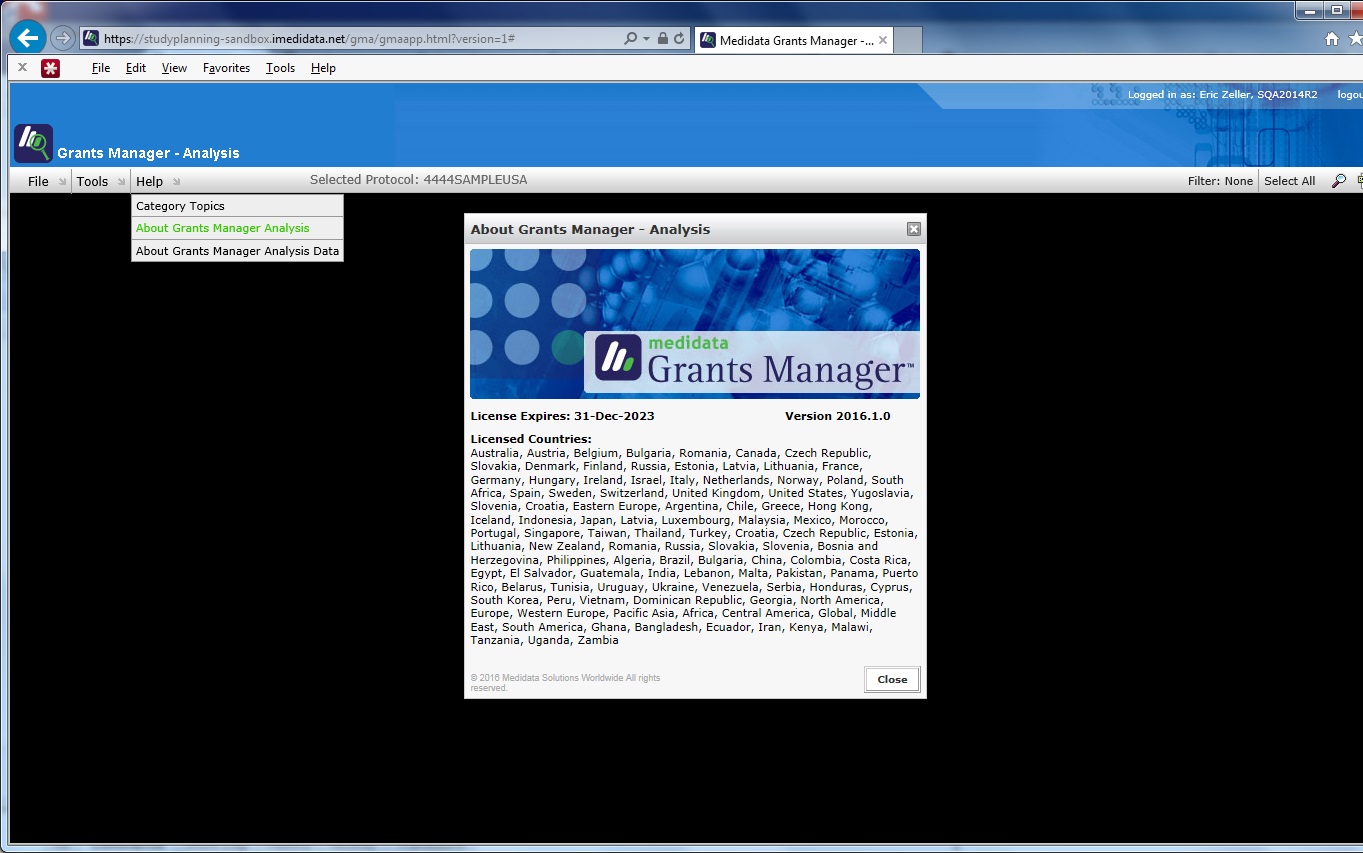 https://studyplanning-sandbox.imedidata.net/gma/gmaapp.html?version=1#
Medidata Grants Manager -...
File Edit View Favorites Tools Help
Logged in as: Eric Zeller, SQA2014R2
Grants Manager - Analysis
File Tools Help Selected Protocol: 4444SAMPLEUSA Filter: None Select All
Category Topics
About Grants Manager Analysis
About Grants Manager Analysis Data
About Grants Manager - Analysis
medidata
Grants Manager™
License Expires: 31-Dec-2023 Version 2016.1.0
Licensed Countries:
Australia, Austria, Belgium, Bulgaria, Romania, Canada, Czech Republic,
Slovakia, Denmark, Finland, Russia, Estonia, Latvia, Lithuania, France,
Germany, Hungary, Ireland, Israel, Italy, Netherlands, Norway, Poland, South
Africa, Spain, Sweden, Switzerland, United Kingdom, United States, Yugoslavia,
Slovenia, Croatia, Eastern Europe, Argentina, Chile, Greece, Hong Kong,
Iceland, Indonesia, Japan, Latvia, Luxembourg, Malaysia, Mexico, Morocco,
Portugal, Singapore, Taiwan, Thailand, Turkey, Croatia, Czech Republic, Estonia,
Lithuania, New Zealand, Romania, Russia, Slovakia, Slovenia, Bosnia and
Herzegovina, Philippines, Algeria, Brazil, Bulgaria, China, Colombia, Costa Rica,
Egypt, El Salvador, Guatemala, India, Lebanon, Malta, Pakistan, Panama, Puerto
Rico, Belarus, Tunisia, Uruguay, Ukraine, Venezuela, Serbia, Honduras, Cyprus,
South Korea, Peru, Vietnam, Dominican Republic, Georgia, North America,
Europe, Western Europe, Pacific Asia, Africa, Central America, Global, Middle
East, South America, Ghana, Bangladesh, Ecuador, Iran, Kenya, Malawi,
Tanzania, Uganda, Zambia
© 2016 Medidata Solutions Worldwide All rights
reserved.
Close